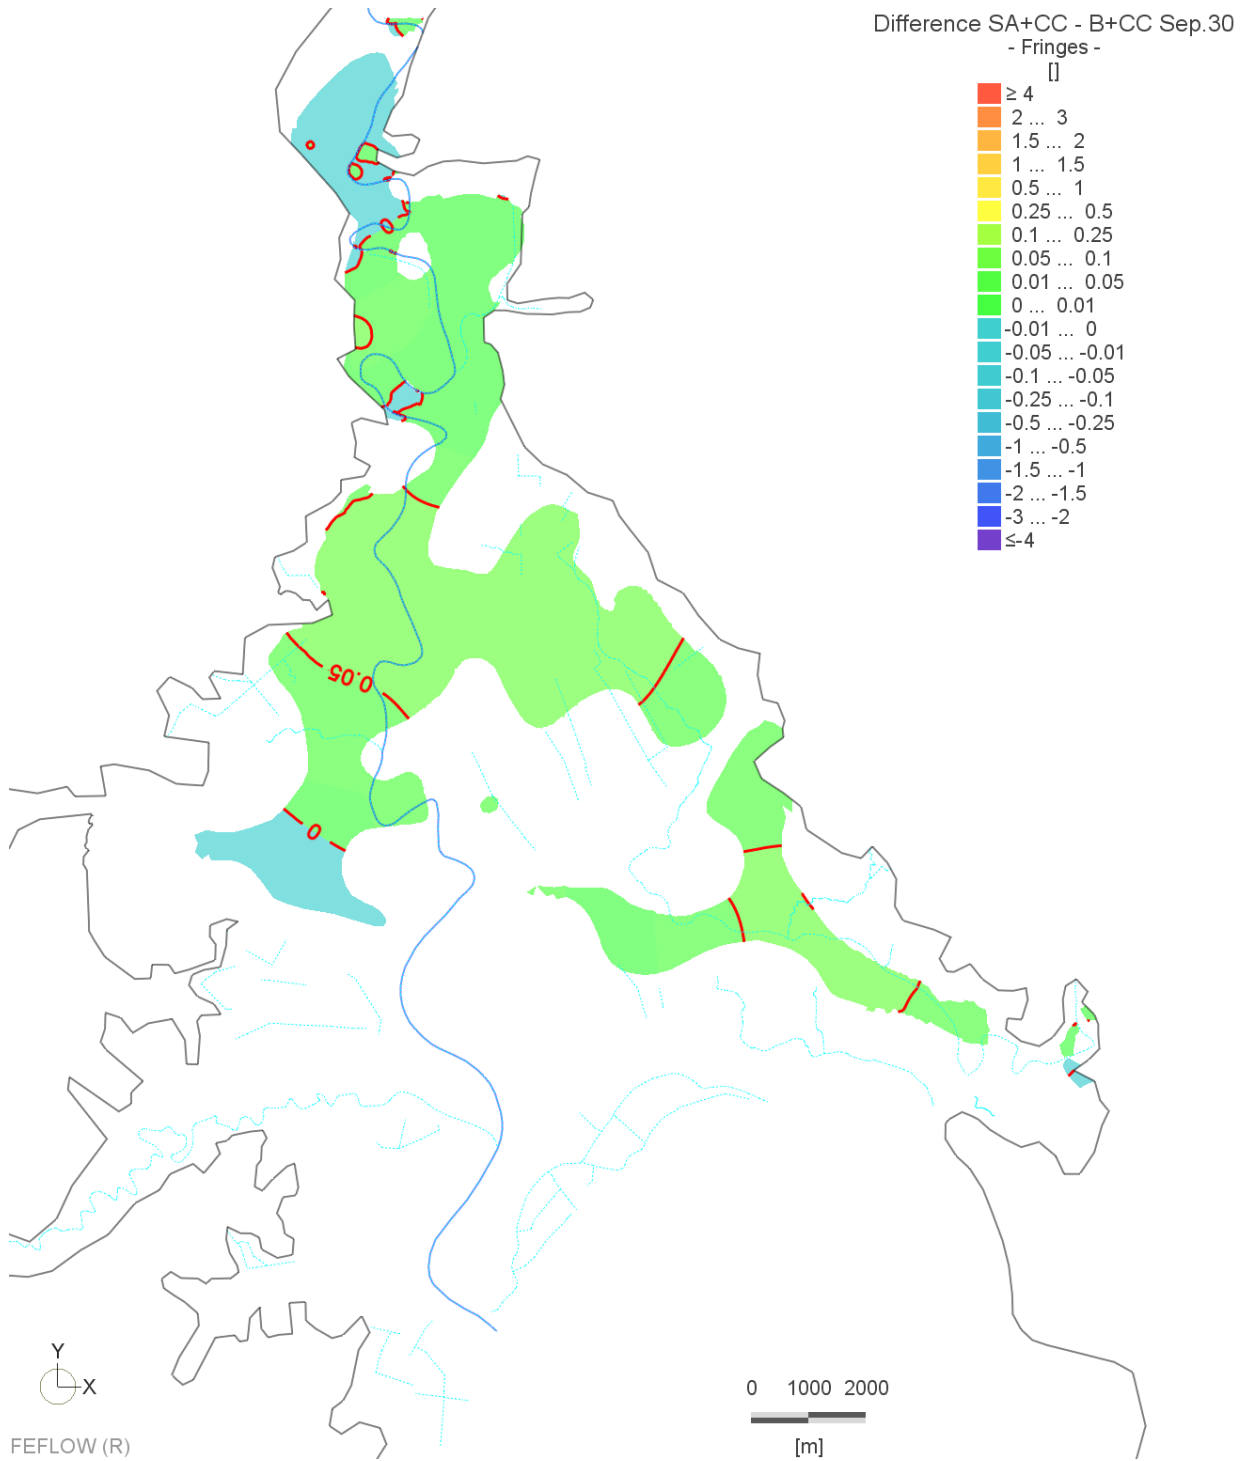 Difference SA+CC - B+CC Sep.30
- Fringes -
[]
≥ 4
2 ... 3
1.5 ... 2
1 ... 1.5
0.5 ... 1
0.25 ... 0.5
0.1 ... 0.25
0.05 ... 0.1
0.01 ... 0.05
0 ... 0.01
-0.01 ... 0
-0.05 ... -0.01
-0.1 ... -0.05
-0.25 ... -0.1
-0.5 ... -0.25
-1 ... -0.5
-1.5 ... -1
-2 ... -1.5
-3 ... -2
≤-4
0
0.05
0
Y
X
0 1000 2000
[m]
FEFLOW (R)